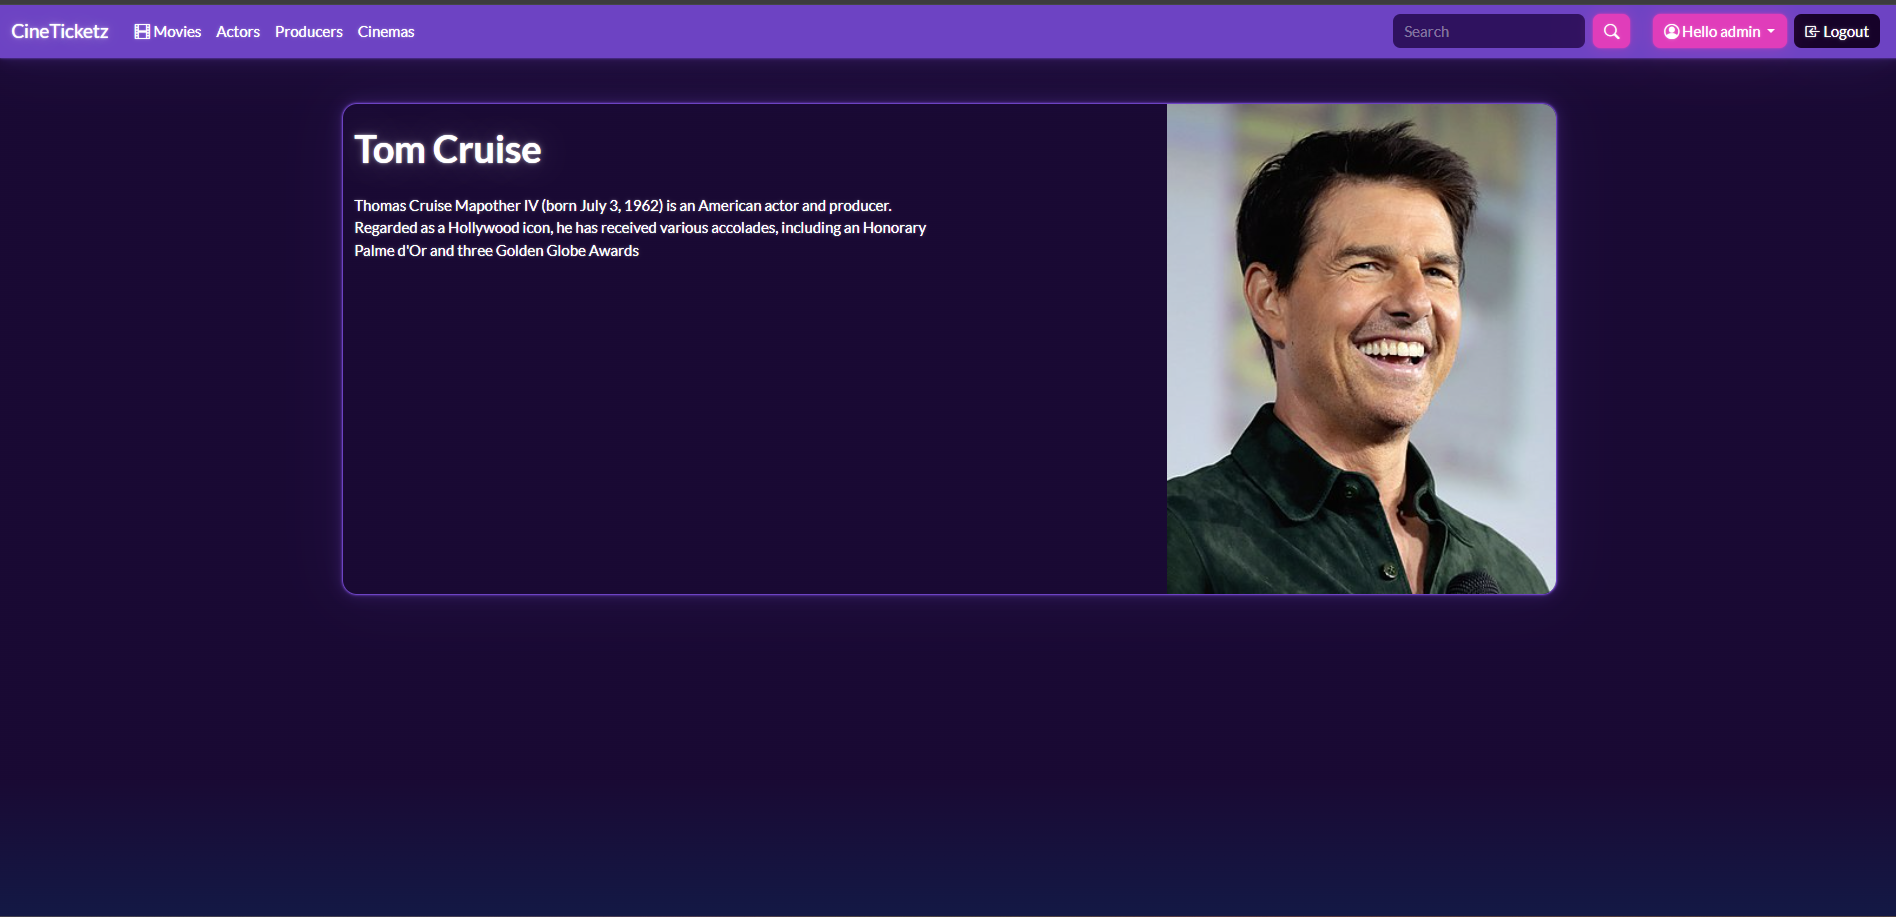 CineTicketz Movies Actors Producers Cinemas Search Hello admin Logout
Tom Cruise
Thomas Cruise Mapother IV (born July 3, 1962) is an American actor and producer.
Regarded as a Hollywood icon, he has received various accolades, including an Honorary
Palme d'Or and three Golden Globe Awards